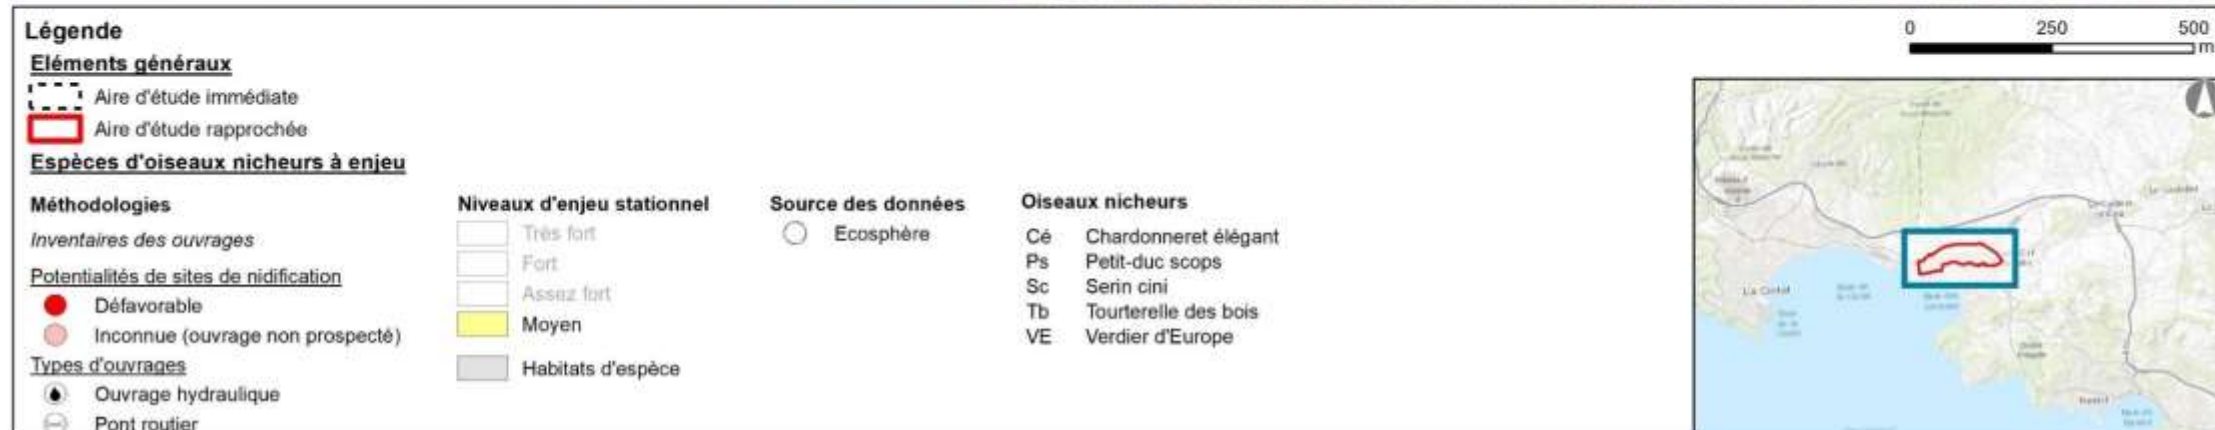 Légende
Eléments généraux
Aire d'étude immédiate
Aire d'étude rapprochée
Espèces d'oiseaux nicheurs à enjeu
Méthodologies
Inventaires des ouvrages
Potentialités de sites de nidification
Défavorable
Inconnue (ouvrage non prospecté)
Types d'ouvrages
Ouvrage hydraulique
Pont routier
Niveaux d'enjeu stationnel
Très fort
Fort
Assez fort
Moyen
Habitats d'espèce
Source des données
Ecosphère
Oiseaux nicheurs
Cé Chardonneret élégant
Ps Petit-duc scops
Sc Serin cini
Tb Tourterelle des bois
VE Verdier d'Europe
0 250 500
m
La Ciotat